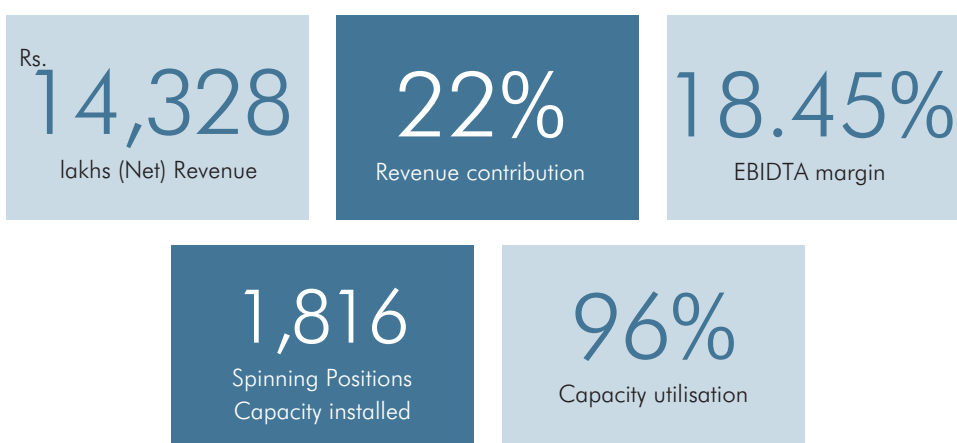 Rs.
14,328
lakhs (Net) Revenue
22%
Revenue contribution
18.45%
EBIDTA margin
1,816
Spinning Positions
Capacity installed
96%
Capacity utilisation